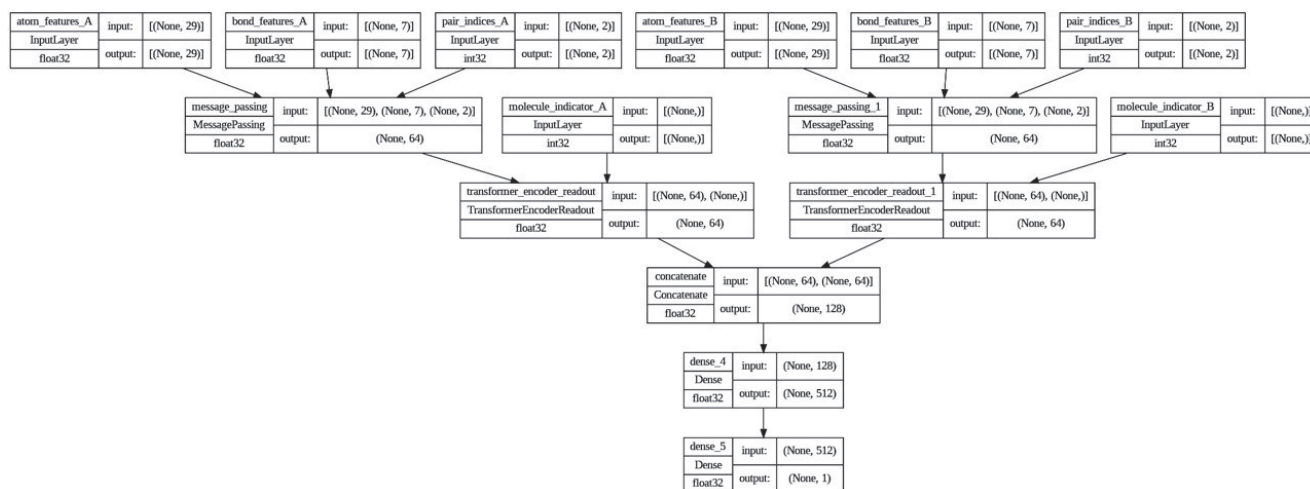 atom_features_A input: [(None, 29)]
InputLayer
float32 output: [(None, 29)]
bond_features_A input: [(None, 7)]
InputLayer
float32 output: [(None, 7)]
pair_indices_A input: [(None, 2)]
InputLayer
int32 output: [(None, 2)]
atom_features_B input: [(None, 29)]
InputLayer
float32 output: [(None, 29)]
bond_features_B input: [(None, 7)]
InputLayer
float32 output: [(None, 7)]
pair_indices_B input: [(None, 2)]
InputLayer
int32 output: [(None, 2)]
message_passing input: [(None, 29), (None, 7), (None, 2)]
MessagePassing
float32 output: (None, 64)
molecule_indicator_A input: [(None,)]
InputLayer
int32 output: [(None,)]
message_passing_1 input: [(None, 29), (None, 7), (None, 2)]
MessagePassing
float32 output: (None, 64)
molecule_indicator_B input: [(None,)]
InputLayer
int32 output: [(None,)]
transformer_encoder_readout input: [(None, 64), (None,)]
TransformerEncoderReadout
float32 output: (None, 64)
transformer_encoder_readout_1 input: [(None, 64), (None,)]
TransformerEncoderReadout
float32 output: (None, 64)
concatenate input: [(None, 64), (None, 64)]
Concatenate
float32 output: (None, 128)
dense_4 input: (None, 128)
Dense
float32 output: (None, 512)
dense_5 input: (None, 512)
Dense
float32 output: (None, 1)